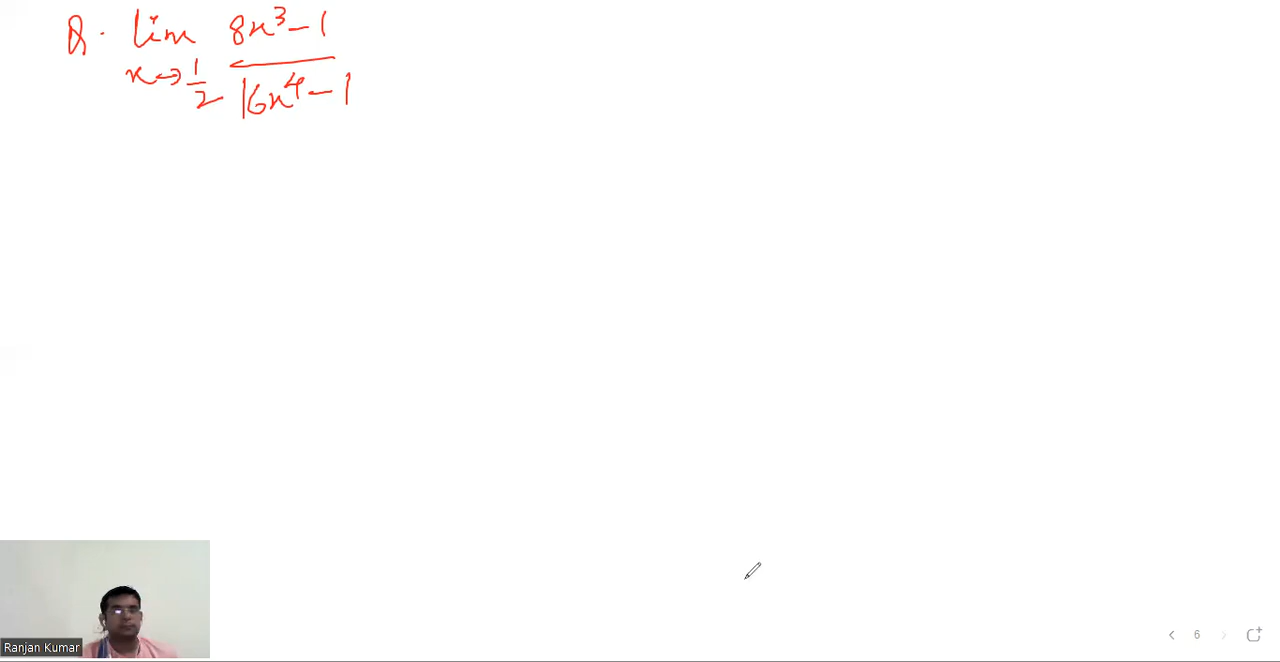 Q. lim 8x³-1
x→1/2 16x⁴-1
Ranjan Kumar
6